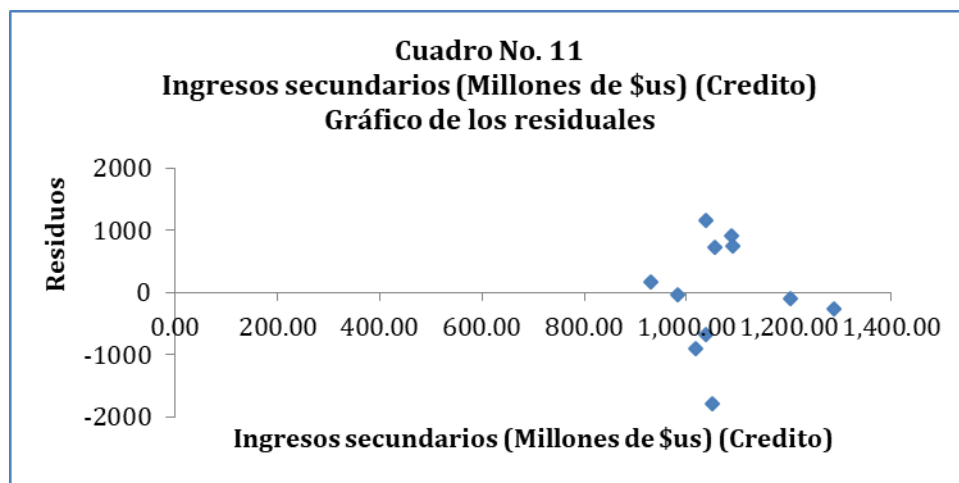 Cuadro No. 11
Ingresos secundarios (Millones de $us) (Credito)
Gráfico de los residuales
Residuos
2000
1000
0
-1000
-2000
0.00 200.00 400.00 600.00 800.00 1,000.00 1,200.00 1,400.00
Ingresos secundarios (Millones de $us) (Credito)